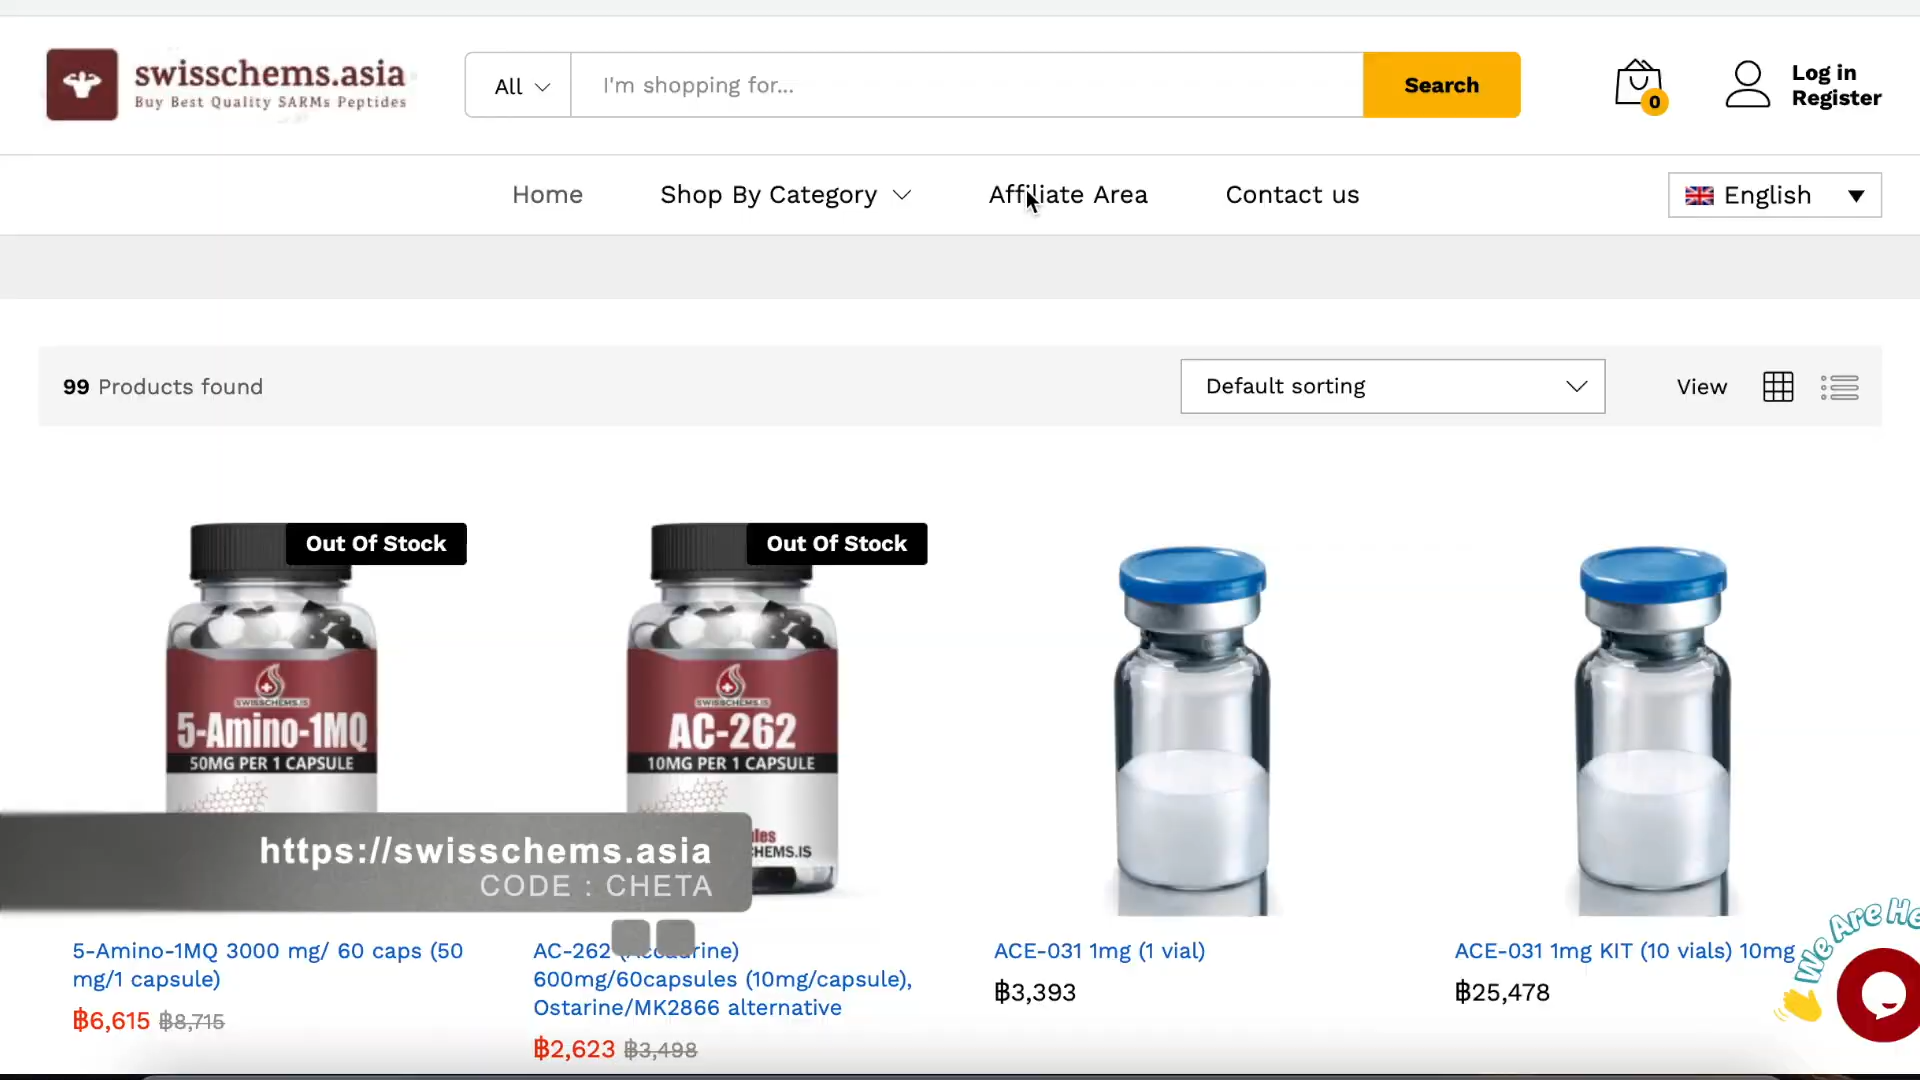 swisschems.asia
Buy Best Quality SARMs Peptides
All
I'm shopping for...
Search
0
Log in
Register
Home
Shop By Category
Affiliate Area
Contact us
English
99 Products found
Default sorting
View
Out Of Stock
Out Of Stock
SWISSCHEMS.IS
5-Amino-1MQ
50MG PER 1 CAPSULE
SWISSCHEMS.IS
AC-262
10MG PER 1 CAPSULE
https://swisschems.asia
CODE : CHETA
5-Amino-1MQ 3000 mg/ 60 caps (50
mg/1 capsule)
฿6,615 ฿8,715
AC-262
600mg/60capsules (10mg/capsule),
Ostarine/MK2866 alternative
฿2,623 ฿3,498
ACE-031 1mg (1 vial)
฿3,393
ACE-031 1mg KIT (10 vials) 10mg
฿25,478
We Are He